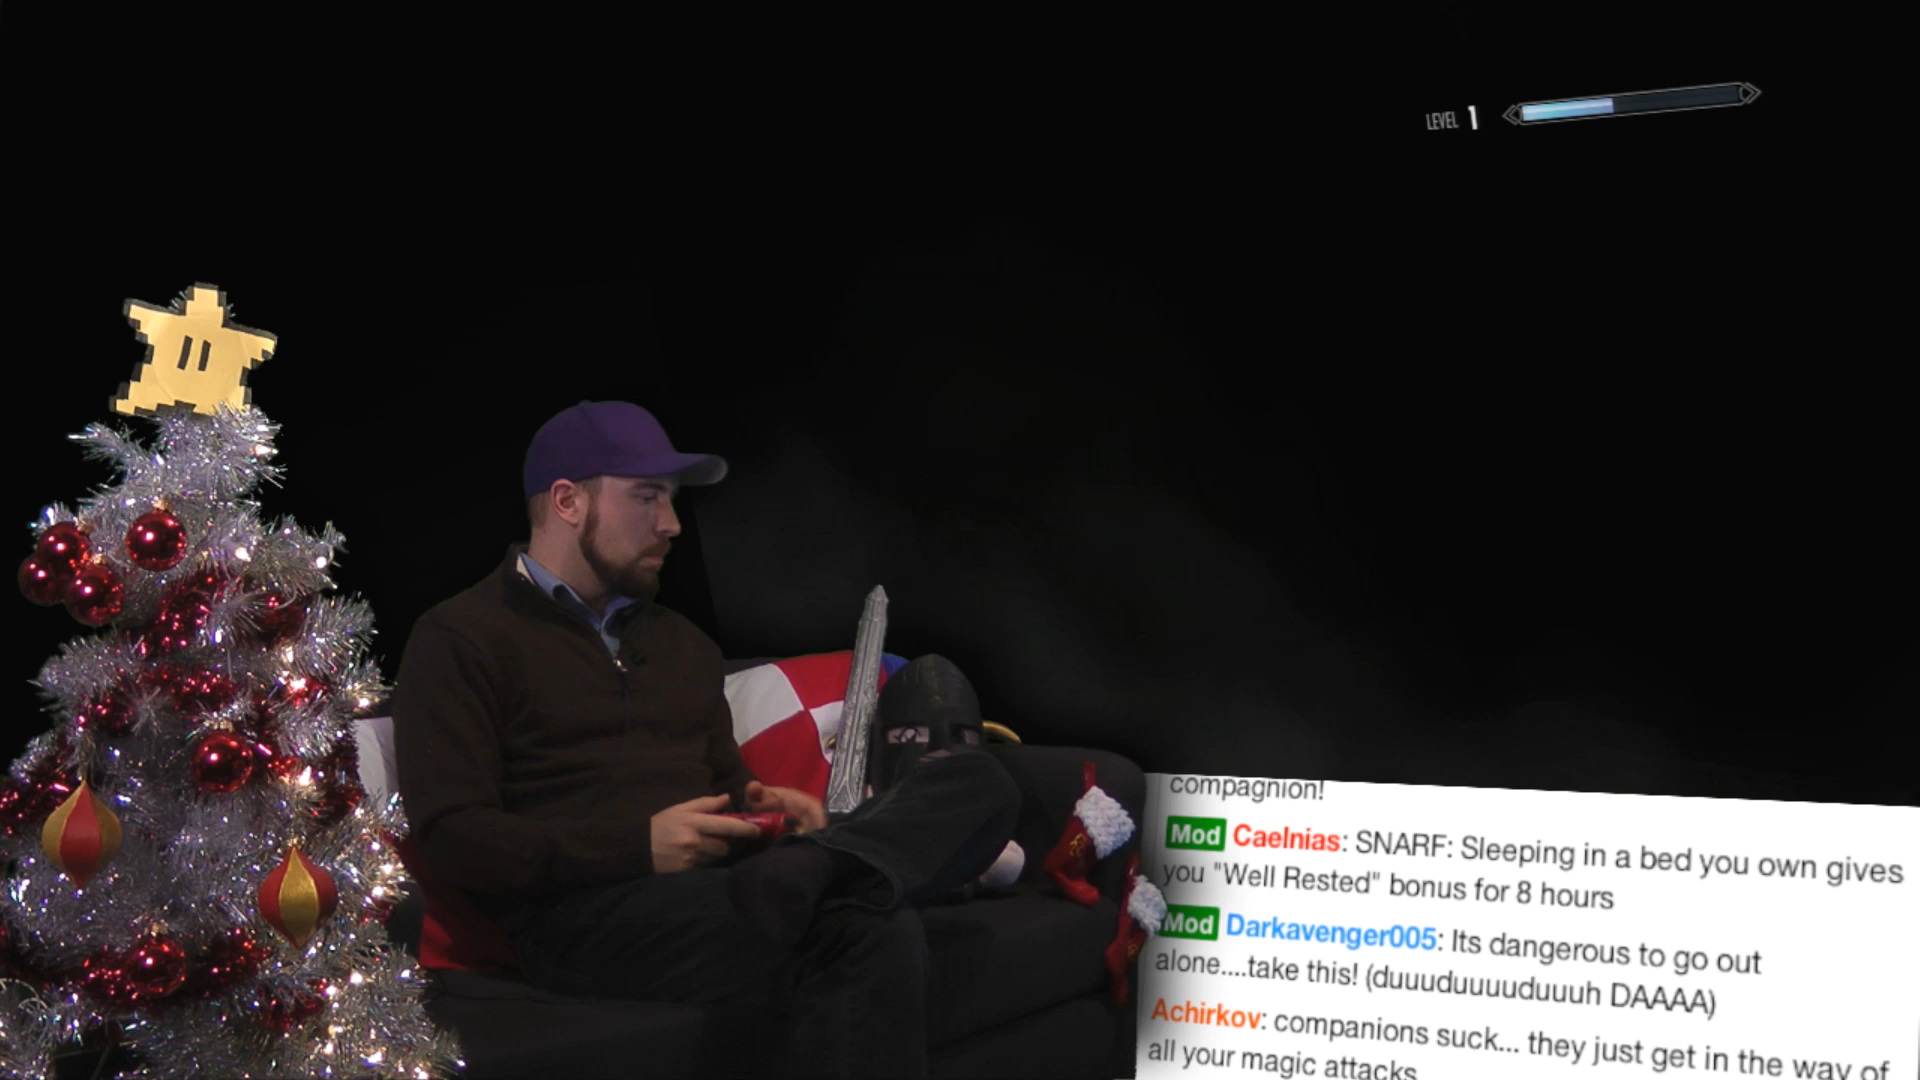 LEVEL 1
compagnion!
Mod Caelnias: SNARF: Sleeping in a bed you own gives
you "Well Rested" bonus for 8 hours
Mod Darkavenger005: Its dangerous to go out
alone....take this! (duuuduuuuduuuh DAAAA)
Achirkov: companions suck... they just get in the way of
all your magic attacks